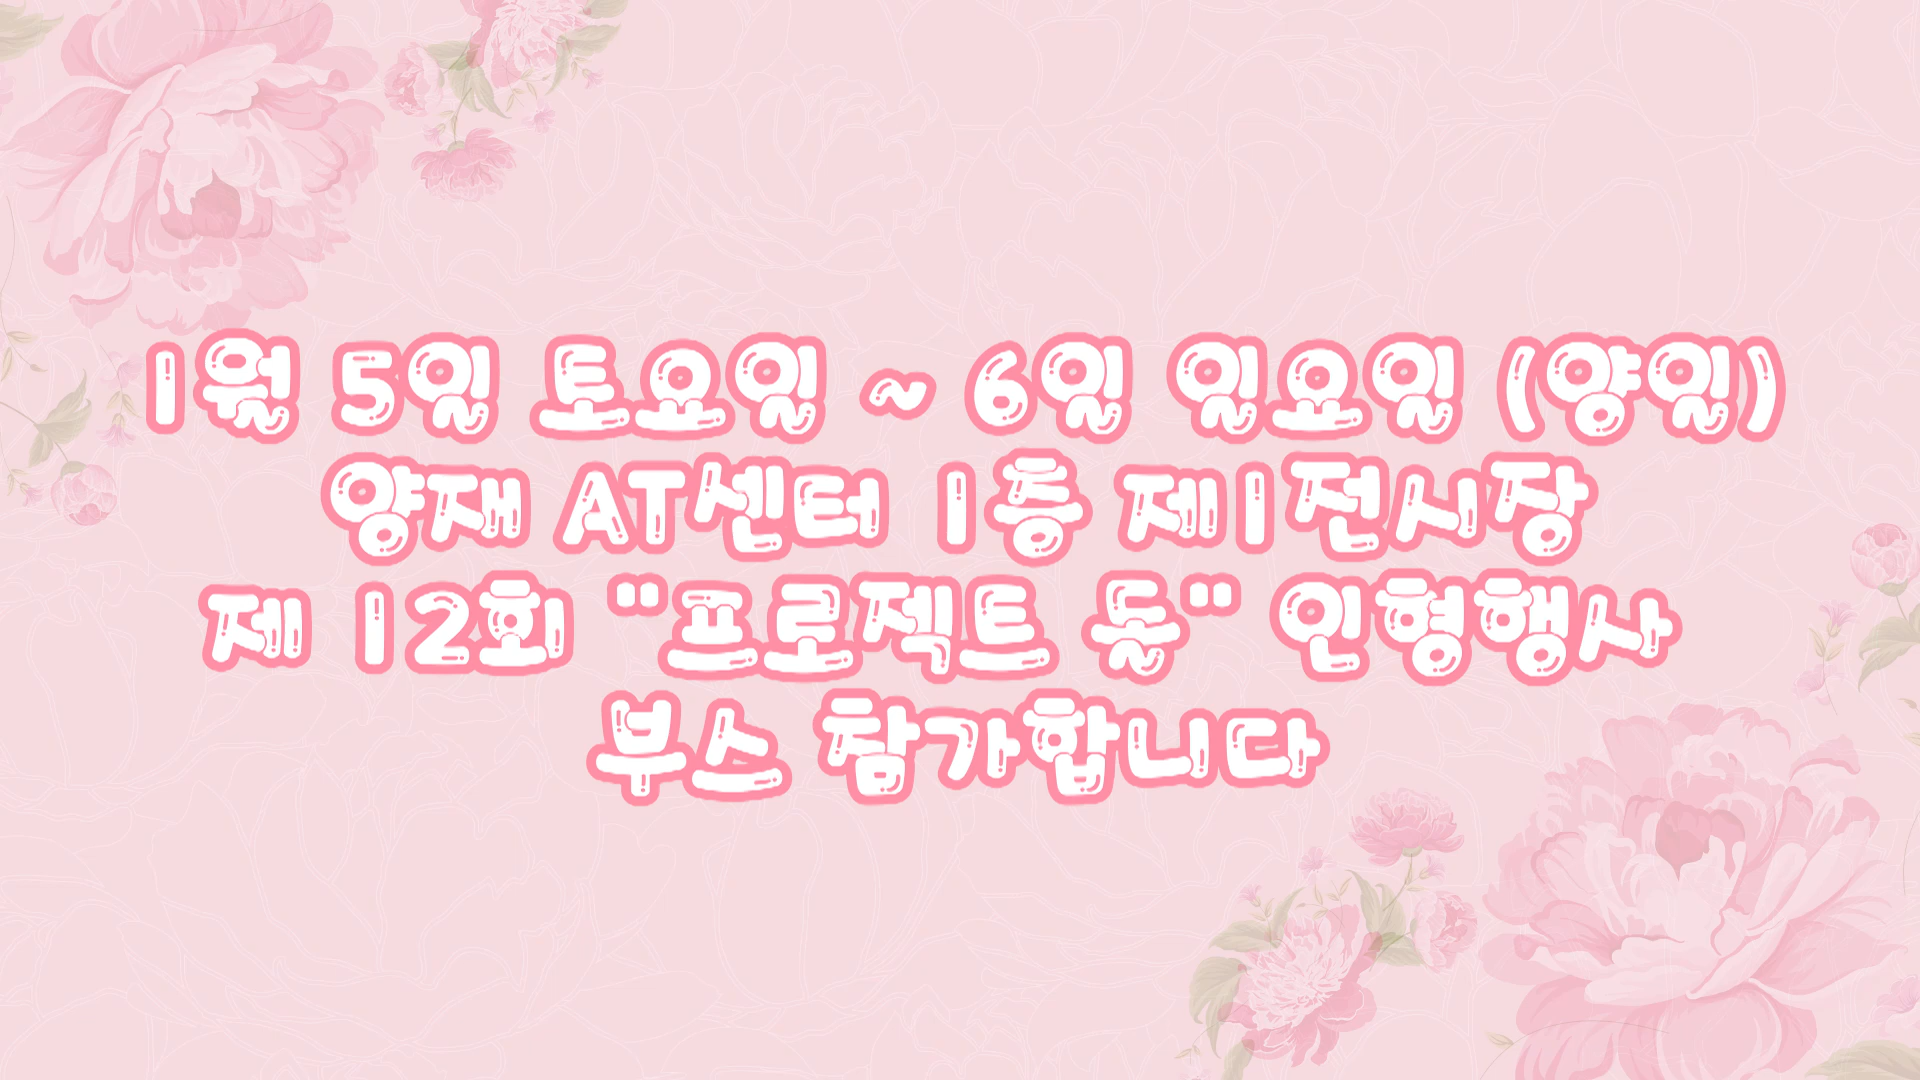 1월 5일 토요일 ~ 6일 일요일 (양일)
양재 AT센터 1층 제1전시장
제 12회 "프로젝트 돌" 인형행사
부스 참가합니다